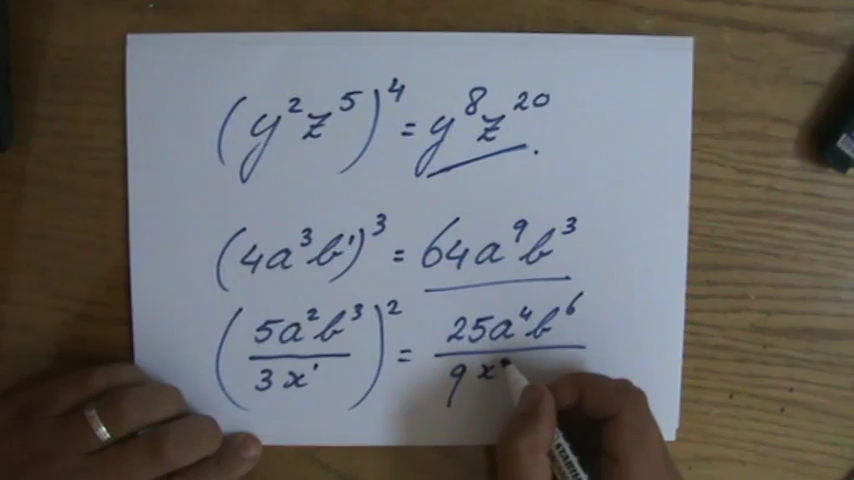 (y²z⁵)⁴ = y⁸z²⁰.
(4a³b¹)³ = 64a⁹b³
(5a²b³ / 3x¹)² = 25a⁴b⁶ / 9x